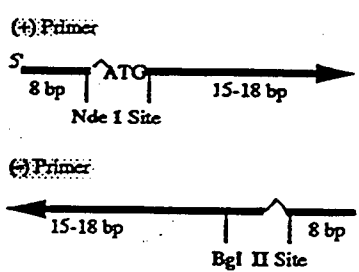 (+) Primer
5'
ATG
8 bp
15-18 bp
Nde I Site
(-) Primer
15-18 bp
8 bp
Bgl II Site